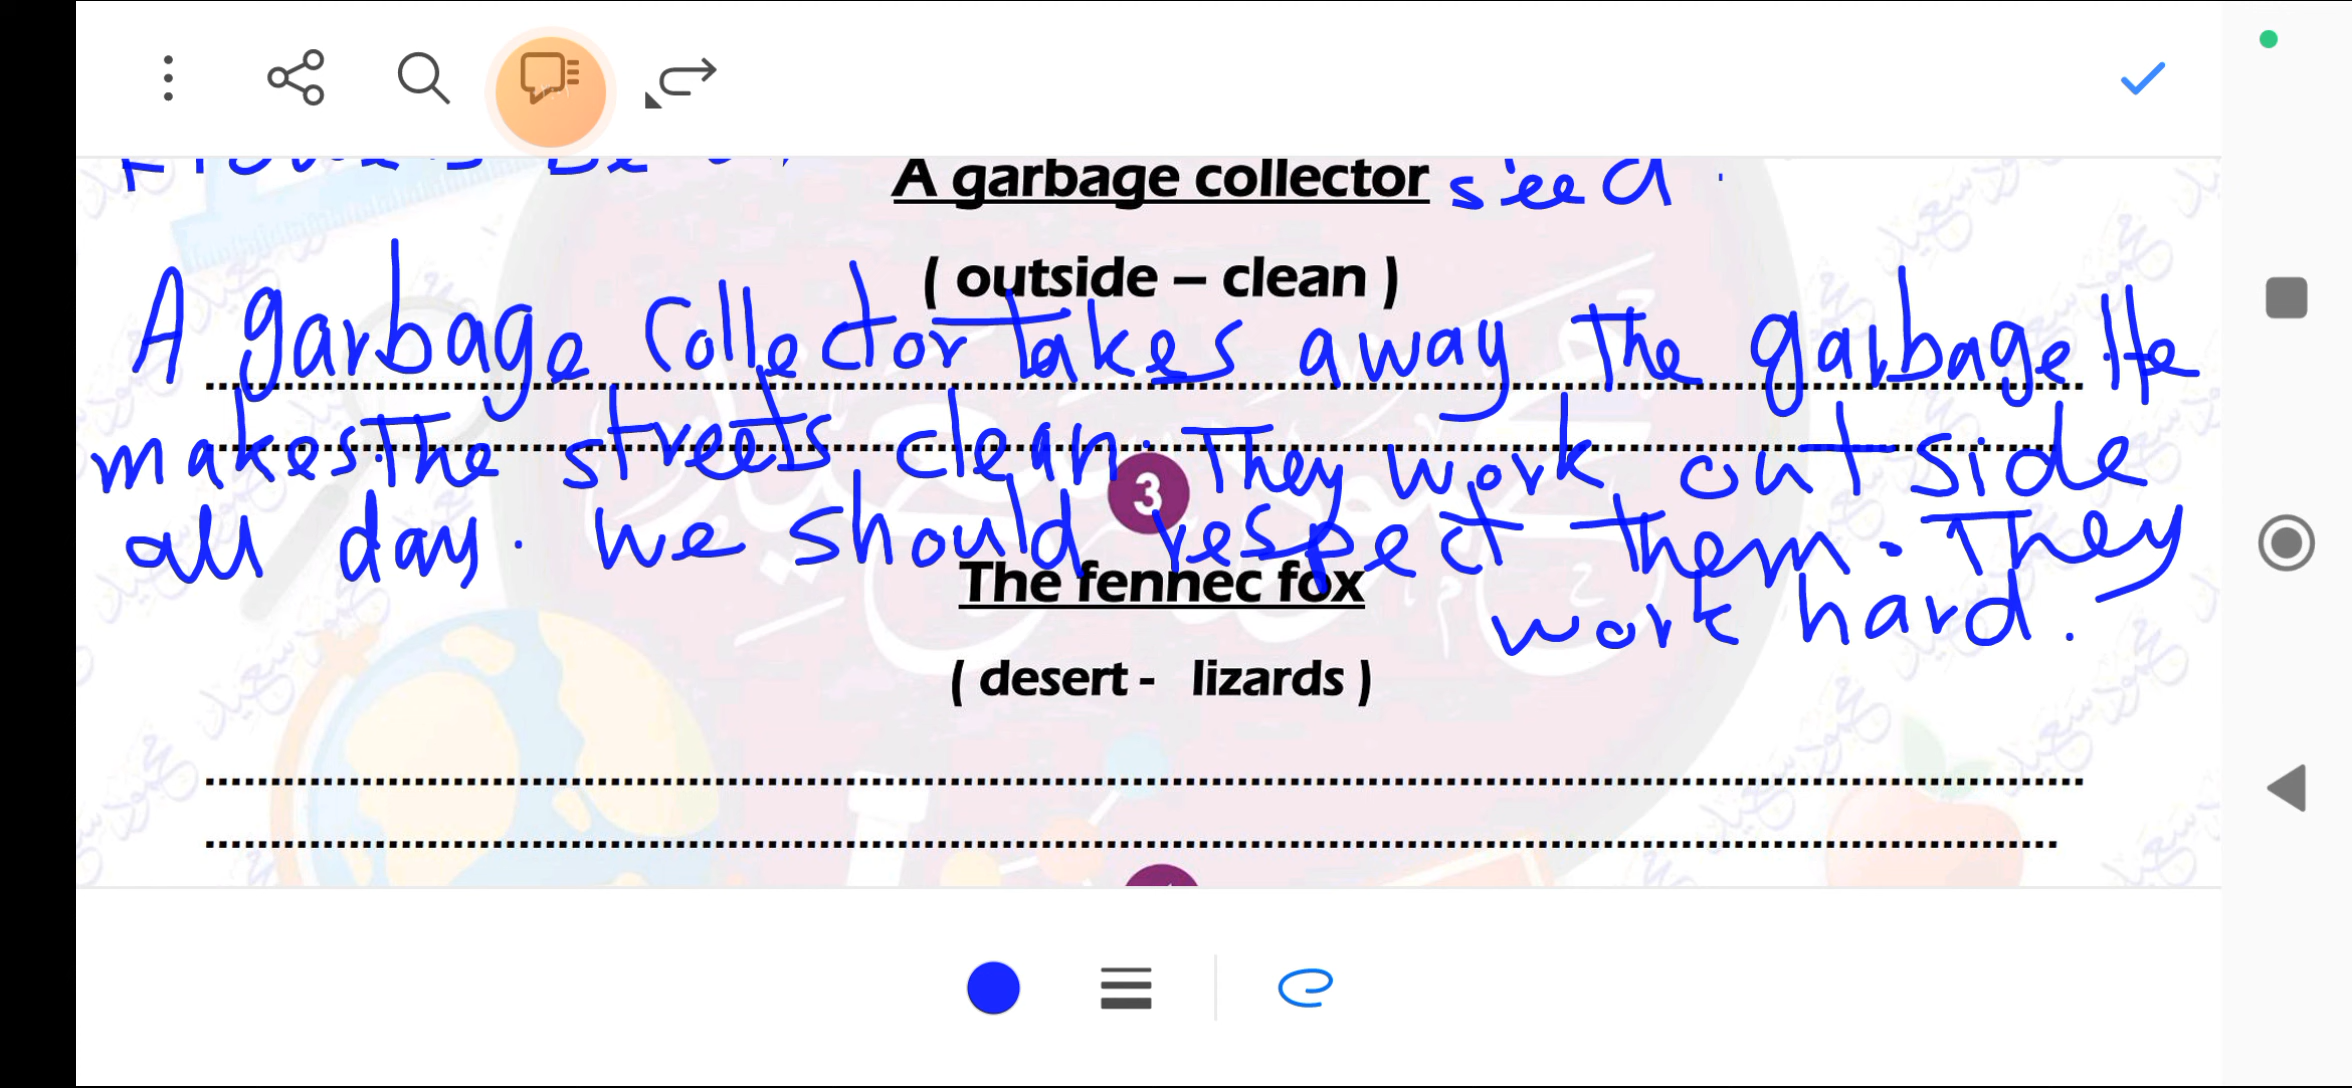 A garbage collector seed.
( outside – clean )
A garbage collector takes away the garbage. He
makes the streets clean. They work outside
3
all day. We should respect them. They
The fennec fox
work hard.
( desert - lizards )